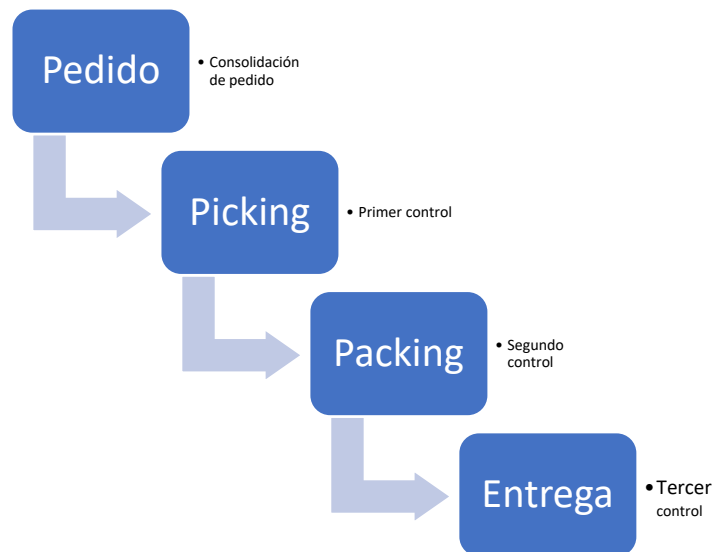 Pedido
• Consolidación
de pedido
Picking
• Primer control
Packing
• Segundo
control
Entrega
• Tercer
control